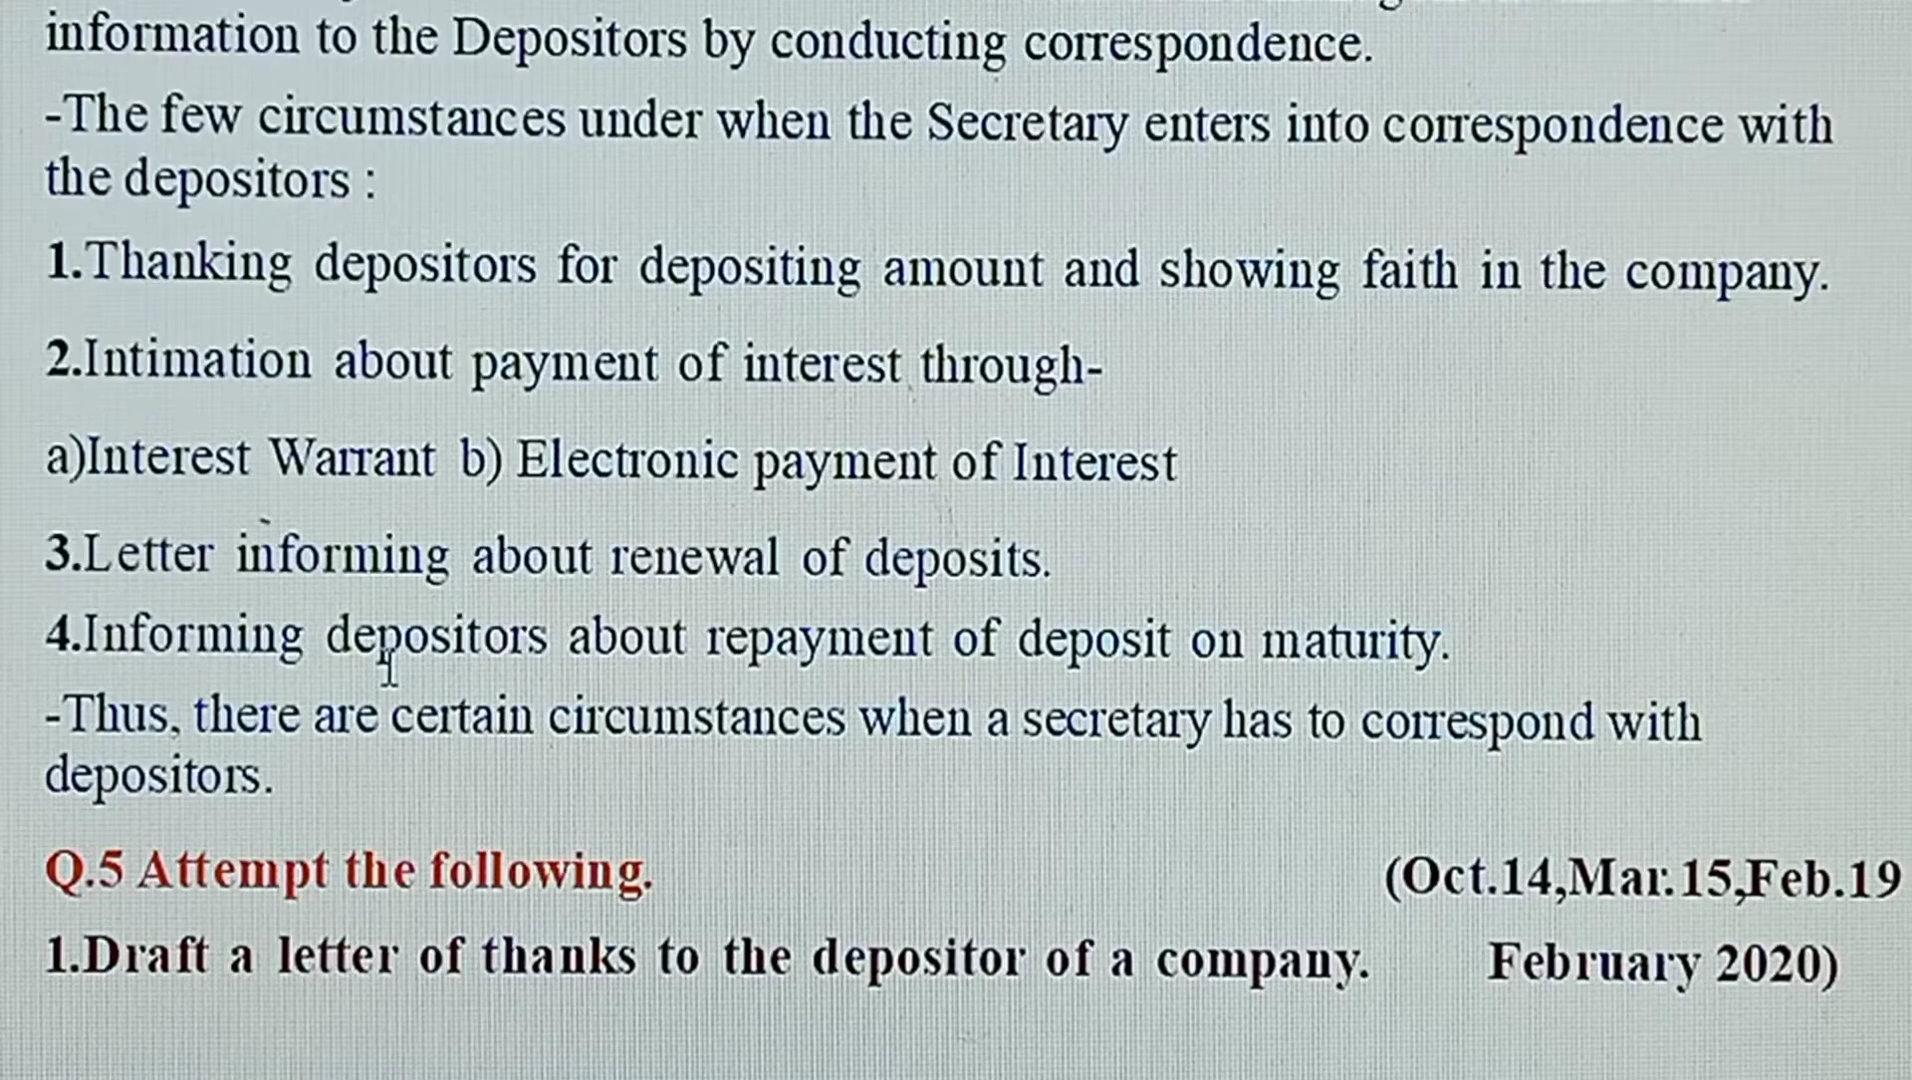 information to the Depositors by conducting correspondence.
-The few circumstances under when the Secretary enters into correspondence with
the depositors :
1.Thanking depositors for depositing amount and showing faith in the company.
2.Intimation about payment of interest through-
a)Interest Warrant b) Electronic payment of Interest
3.Letter informing about renewal of deposits.
4.Informing depositors about repayment of deposit on maturity.
-Thus, there are certain circumstances when a secretary has to correspond with
depositors.
Q.5 Attempt the following. (Oct.14,Mar.15,Feb.19
1.Draft a letter of thanks to the depositor of a company. February 2020)